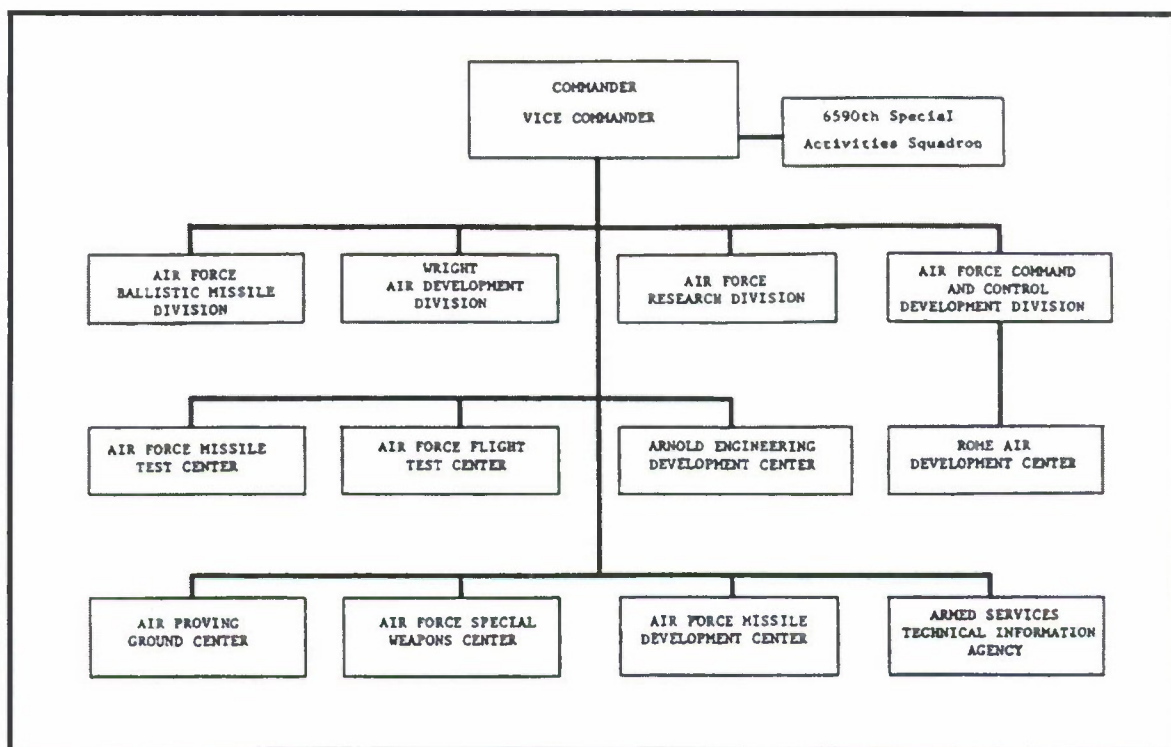 COMMANDER
VICE COMMANDER
6590th Special
Activities Squadron
AIR FORCE
BALLISTIC MISSILE
DIVISION
WRIGHT
AIR DEVELOPMENT
DIVISION
AIR FORCE
RESEARCH DIVISION
AIR FORCE COMMAND
AND CONTROL
DEVELOPMENT DIVISION
AIR FORCE MISSILE
TEST CENTER
AIR FORCE FLIGHT
TEST CENTER
ARNOLD ENGINEERING
DEVELOPMENT CENTER
ROME AIR
DEVELOPMENT CENTER
AIR PROVING
GROUND CENTER
AIR FORCE SPECIAL
WEAPONS CENTER
AIR FORCE MISSILE
DEVELOPMENT CENTER
ARMED SERVICES
TECHNICAL INFORMATION
AGENCY